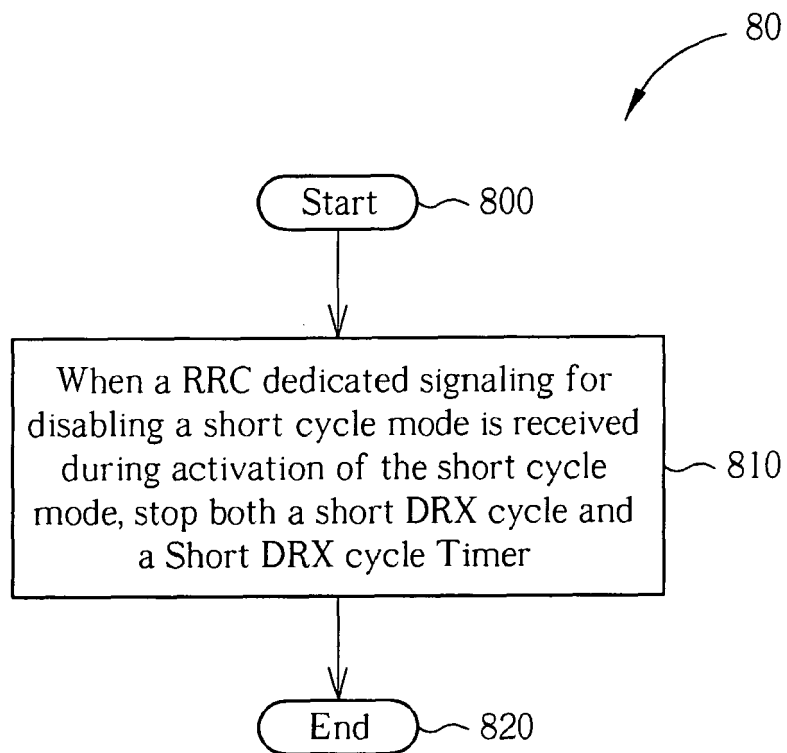 80
Start
800
When a RRC dedicated signaling for
disabling a short cycle mode is received
during activation of the short cycle
mode, stop both a short DRX cycle and
a Short DRX cycle Timer
810
End
820